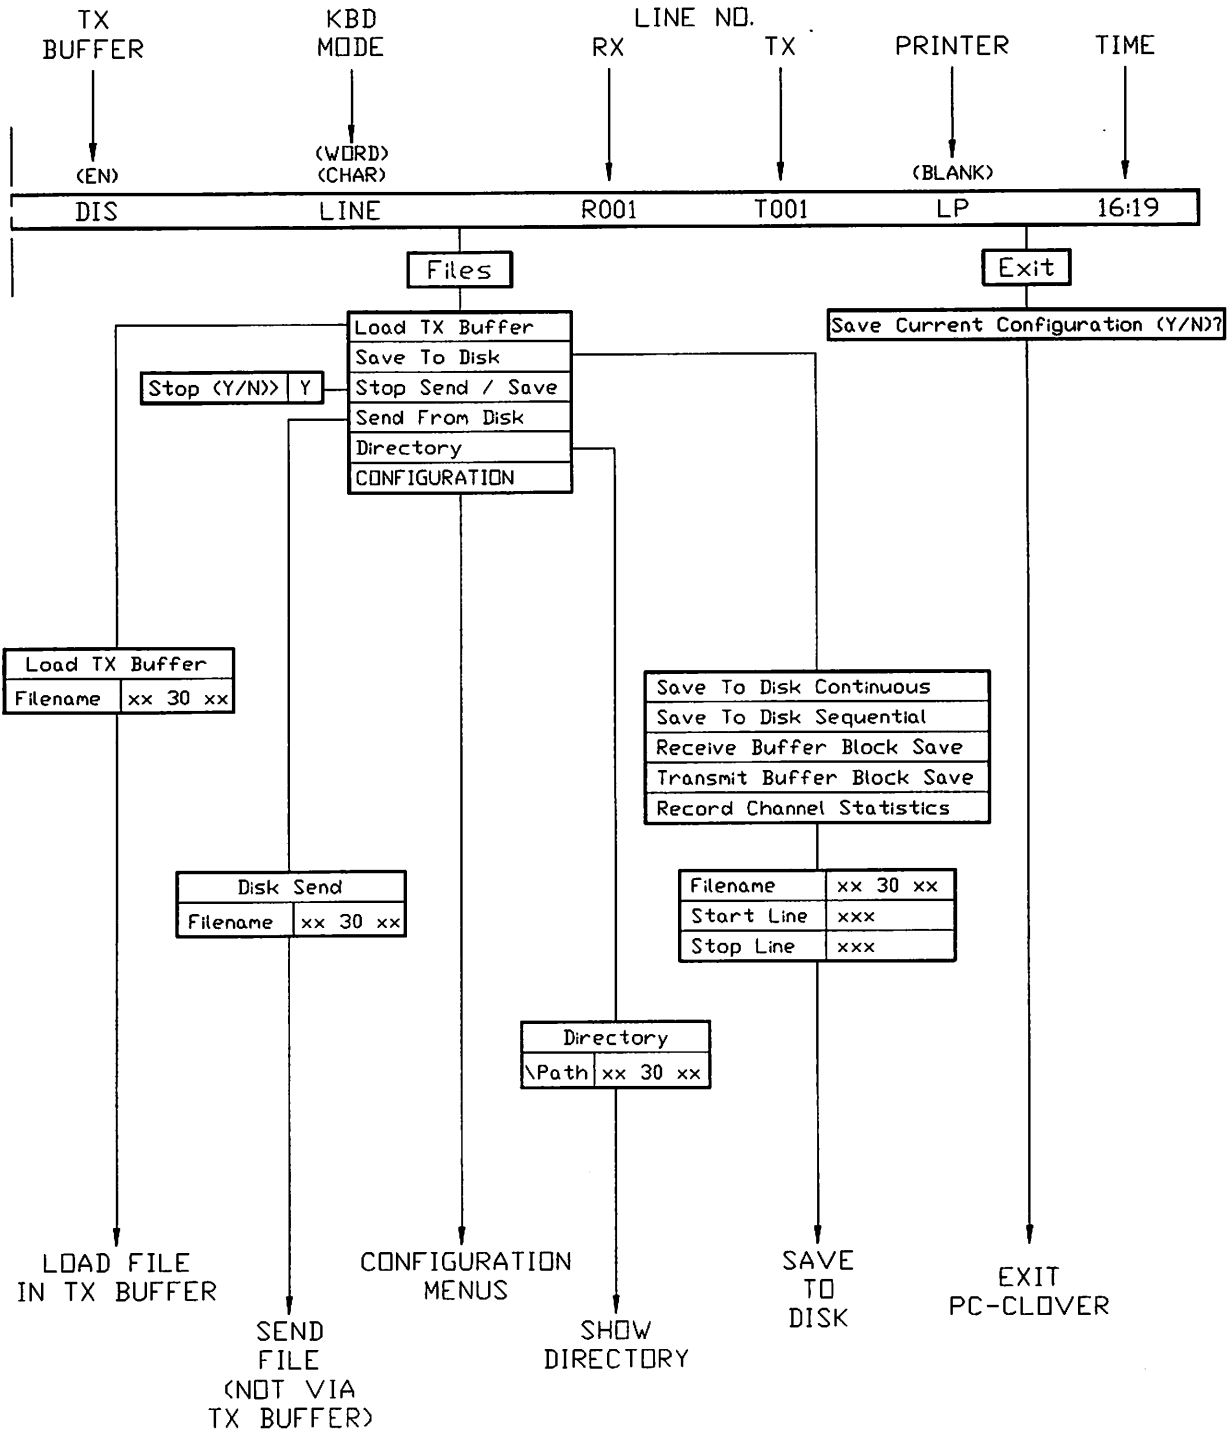 TX
BUFFER
KBD
MODE
LINE NO.
RX
TX
PRINTER
TIME
(EN)
(WORD)
(CHAR)
(BLANK)
DIS
LINE
R001
T001
LP
16:19
Files
Exit
Load TX Buffer
Save To Disk
Stop Send / Save
Send From Disk
Directory
CONFIGURATION
Stop (Y/N)> Y
Save Current Configuration (Y/N)?
Load TX Buffer
Filename xx 30 xx
Save To Disk Continuous
Save To Disk Sequential
Receive Buffer Block Save
Transmit Buffer Block Save
Record Channel Statistics
Disk Send
Filename xx 30 xx
Filename xx 30 xx
Start Line xxx
Stop Line xxx
Directory
\Path xx 30 xx
LOAD FILE
IN TX BUFFER
SEND
FILE
(NOT VIA
TX BUFFER)
CONFIGURATION
MENUS
SHOW
DIRECTORY
SAVE
TO
DISK
EXIT
PC-CLOVER